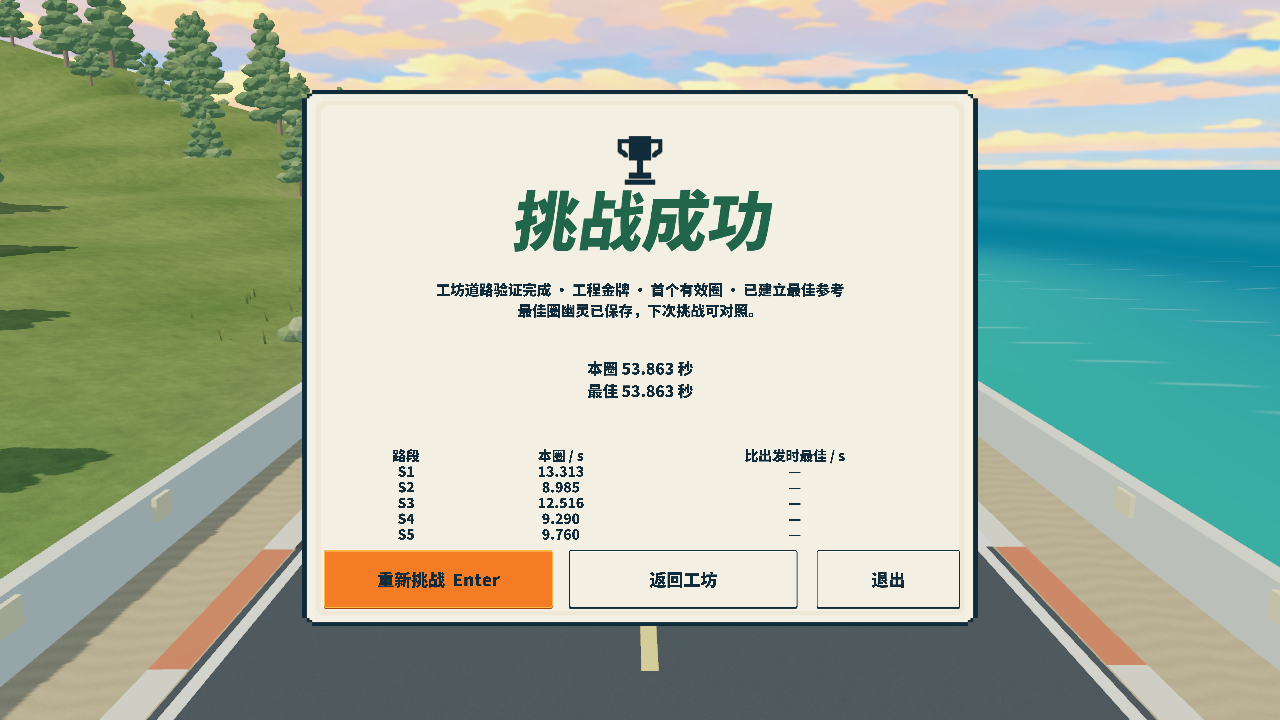 挑战成功
工坊道路验证完成 · 工程金牌 · 首个有效圈 · 已建立最佳参考
最佳圈幽灵已保存，下次挑战可对照。
本圈 53.863 秒
最佳 53.863 秒
路段 本圈 / s 比出发时最佳 / s
S1 13.313 —
S2 8.985 —
S3 12.516 —
S4 9.290 —
S5 9.760 —
重新挑战 Enter 返回工坊 退出